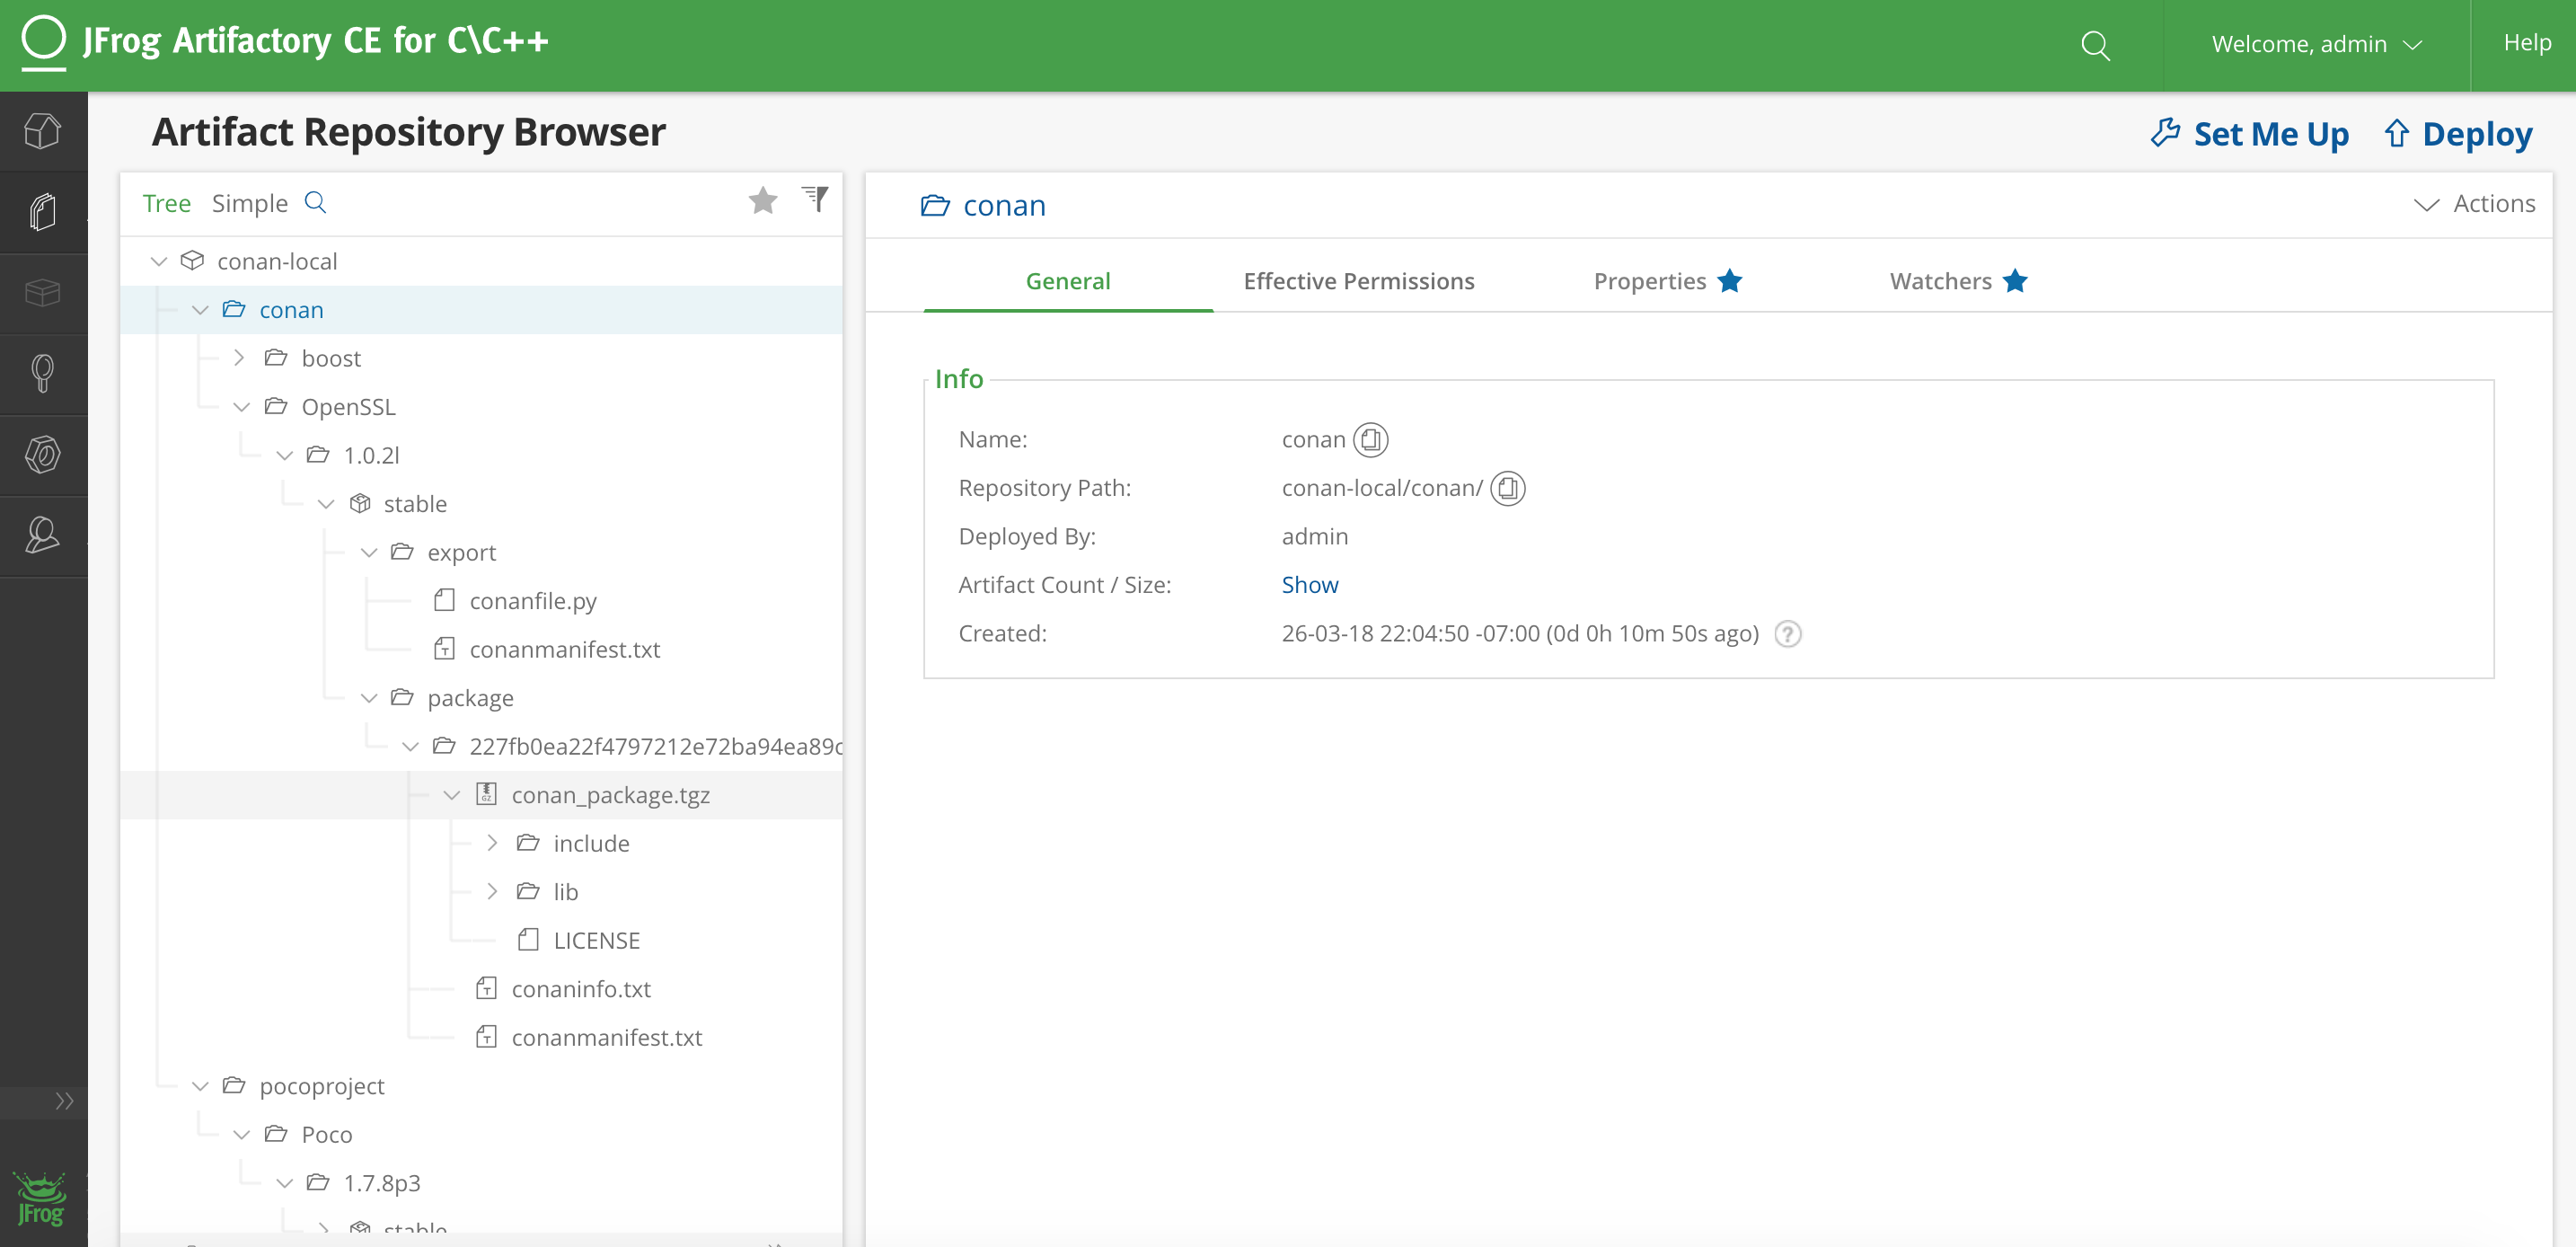 JFrog Artifactory CE for C\C++
Welcome, admin
Help
Artifact Repository Browser
Set Me Up
Deploy
Tree Simple
conan-local
conan
boost
OpenSSL
1.0.2l
stable
export
conanfile.py
conanmanifest.txt
package
227fb0ea22f4797212e72ba94ea89c
conan_package.tgz
include
lib
LICENSE
conaninfo.txt
conanmanifest.txt
pocoproject
Poco
1.7.8p3
stable
conan
Actions
General Effective Permissions Properties Watchers
Info
Name: conan
Repository Path: conan-local/conan/
Deployed By: admin
Artifact Count / Size: Show
Created: 26-03-18 22:04:50 -07:00 (0d 0h 10m 50s ago) ?
JFrog